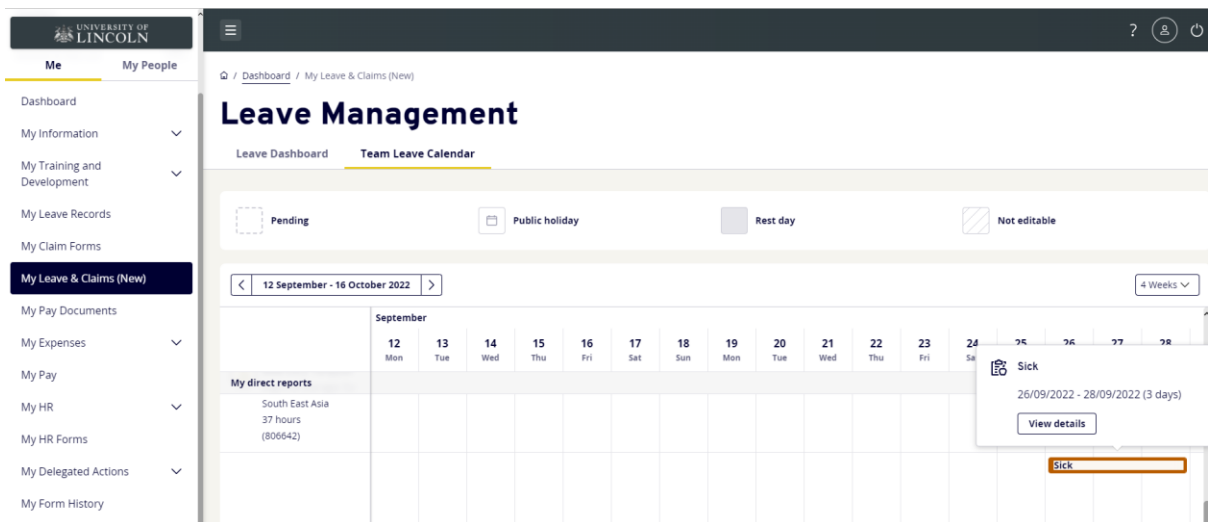 UNIVERSITY OF
LINCOLN
Me My People
Dashboard
My Information
My Training and
Development
My Leave Records
My Claim Forms
My Leave & Claims (New)
My Pay Documents
My Expenses
My Pay
My HR
My HR Forms
My Delegated Actions
My Form History
?
/ Dashboard / My Leave & Claims (New)
Leave Management
Leave Dashboard Team Leave Calendar
Pending Public holiday Rest day Not editable
12 September - 16 October 2022 4 Weeks
September
12 13 14 15 16 17 18 19 20 21 22 23 24 25 26 27 28
Mon Tue Wed Thu Fri Sat Sun Mon Tue Wed Thu Fri Sa
My direct reports
South East Asia
37 hours
(806642)
Sick
26/09/2022 - 28/09/2022 (3 days)
View details
Sick